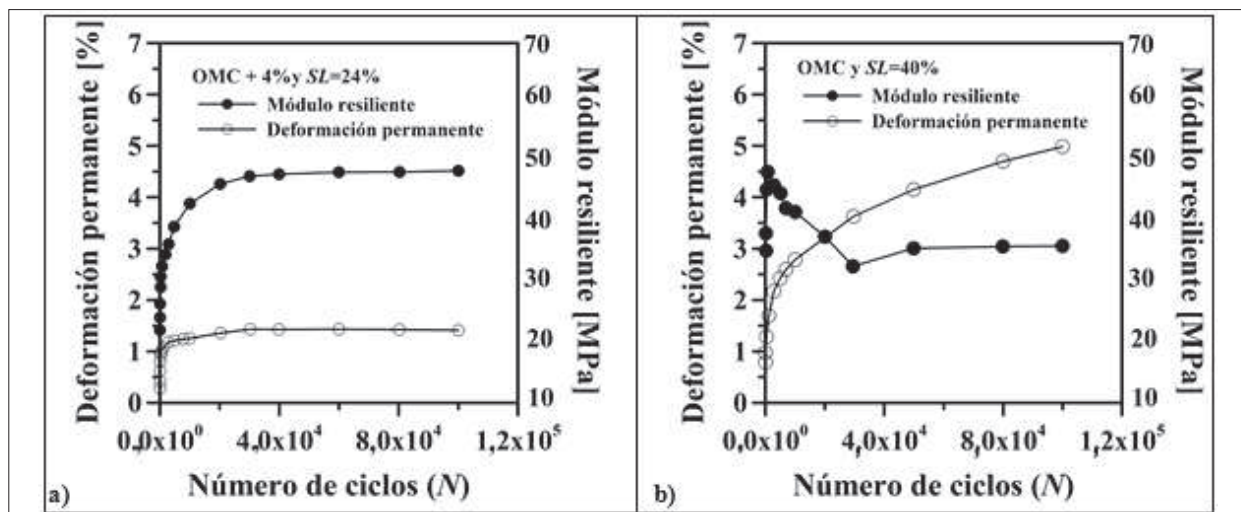 Deformación permanente [%]
7
6
5
4
3
2
1
0
OMC + 4%y SL=24%
Módulo resiliente
Deformación permanente
70
60
50
40
30
20
10
Módulo resiliente [MPa]
0,0x10⁰
4,0x10⁴
8,0x10⁴
1,2x10⁵
Número de ciclos (N)
a)
Deformación permanente [%]
7
6
5
4
3
2
1
0
OMC y SL=40%
Módulo resiliente
Deformación permanente
70
60
50
40
30
20
10
Módulo resiliente [MPa]
0,0x10⁰
4,0x10⁴
8,0x10⁴
1,2x10⁵
Número de ciclos (N)
b)